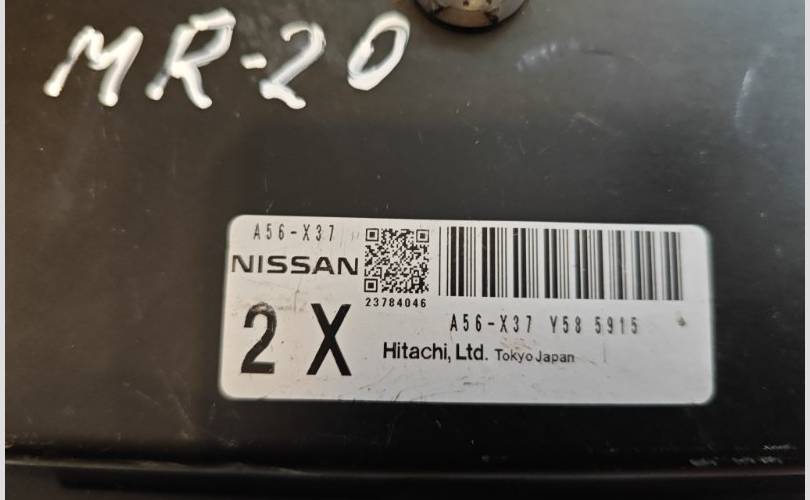 MR-20
A56-X37
NISSAN
23784046
2 X
A56-X37 Y58 5915
Hitachi, Ltd. Tokyo Japan